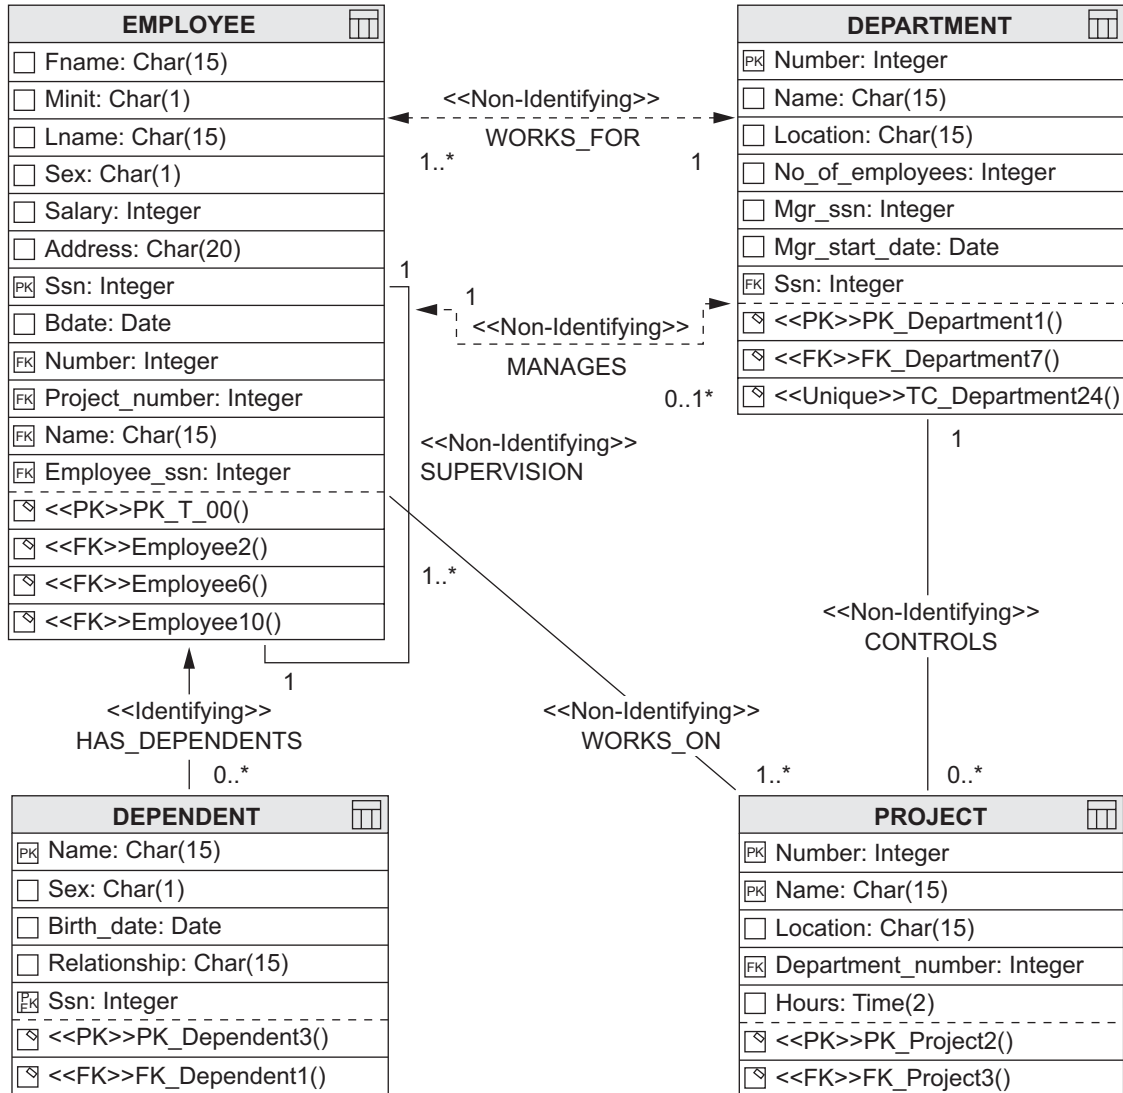 EMPLOYEE
Fname: Char(15)
Minit: Char(1)
Lname: Char(15)
Sex: Char(1)
Salary: Integer
Address: Char(20)
PK Ssn: Integer
Bdate: Date
FK Number: Integer
FK Project_number: Integer
FK Name: Char(15)
FK Employee_ssn: Integer
<<PK>>PK_T_00()
<<FK>>Employee2()
<<FK>>Employee6()
<<FK>>Employee10()
DEPARTMENT
PK Number: Integer
Name: Char(15)
Location: Char(15)
No_of_employees: Integer
Mgr_ssn: Integer
Mgr_start_date: Date
FK Ssn: Integer
<<PK>>PK_Department1()
<<FK>>FK_Department7()
<<Unique>>TC_Department24()
<<Non-Identifying>>
WORKS_FOR
1..*
1
1
1
<<Non-Identifying>>
MANAGES
0..1*
<<Non-Identifying>>
SUPERVISION
1
1..*
1
<<Non-Identifying>>
CONTROLS
0..*
<<Identifying>>
HAS_DEPENDENTS
0..*
<<Non-Identifying>>
WORKS_ON
1..*
DEPENDENT
PK Name: Char(15)
Sex: Char(1)
Birth_date: Date
Relationship: Char(15)
PFK Ssn: Integer
<<PK>>PK_Dependent3()
<<FK>>FK_Dependent1()
PROJECT
PK Number: Integer
PK Name: Char(15)
Location: Char(15)
FK Department_number: Integer
Hours: Time(2)
<<PK>>PK_Project2()
<<FK>>FK_Project3()